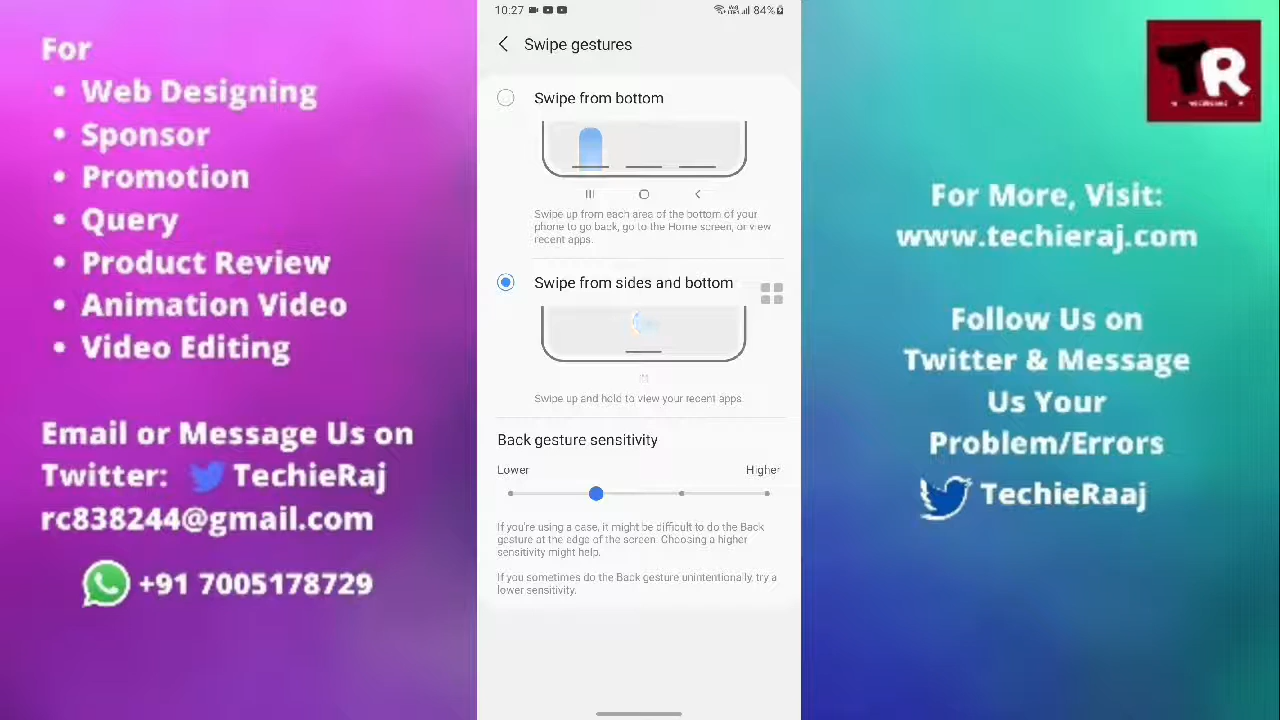 For
• Web Designing
• Sponsor
• Promotion
• Query
• Product Review
• Animation Video
• Video Editing
Email or Message Us on
Twitter: TechieRaj
rc838244@gmail.com
+91 7005178729
10.27
84%
Swipe gestures
Swipe from bottom
Swipe up from each area of the bottom of your
phone to go back, go to the Home screen, or view
recent apps.
Swipe from sides and bottom
Swipe up and hold to view your recent apps.
Back gesture sensitivity
Lower
Higher
If you're using a case, it might be difficult to do the Back
gesture at the edge of the screen. Choosing a higher
sensitivity might help.
If you sometimes do the Back gesture unintentionally, try a
lower sensitivity.
TR
For More, Visit:
www.techieraj.com
Follow Us on
Twitter & Message
Us Your
Problem/Errors
TechieRaaj